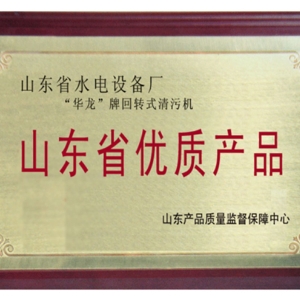 山东省水电设备厂
“华龙”牌回转式清污机
山东省优质产品
山东产品质量监督保障中心